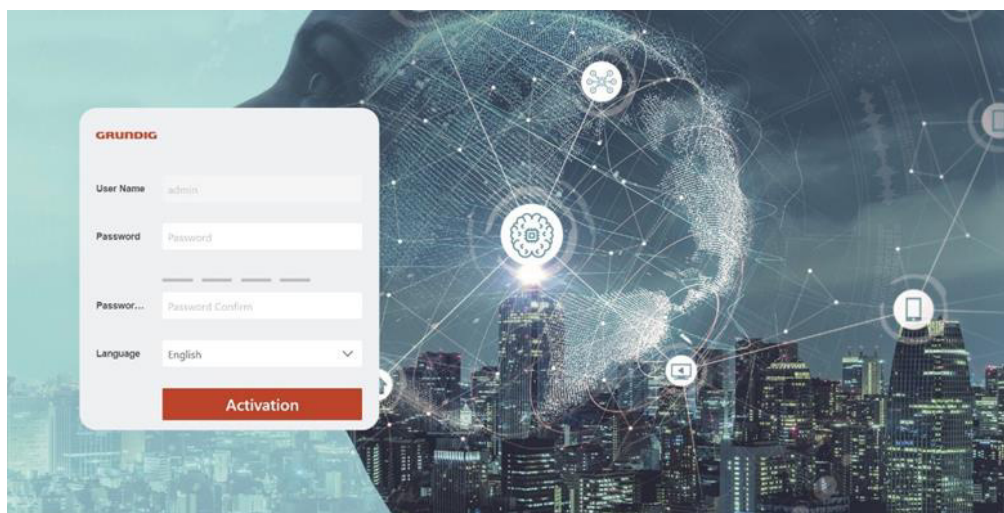 GRUNDIG
User Name admin
Password Password
Passwor... Password Confirm
Language English
Activation